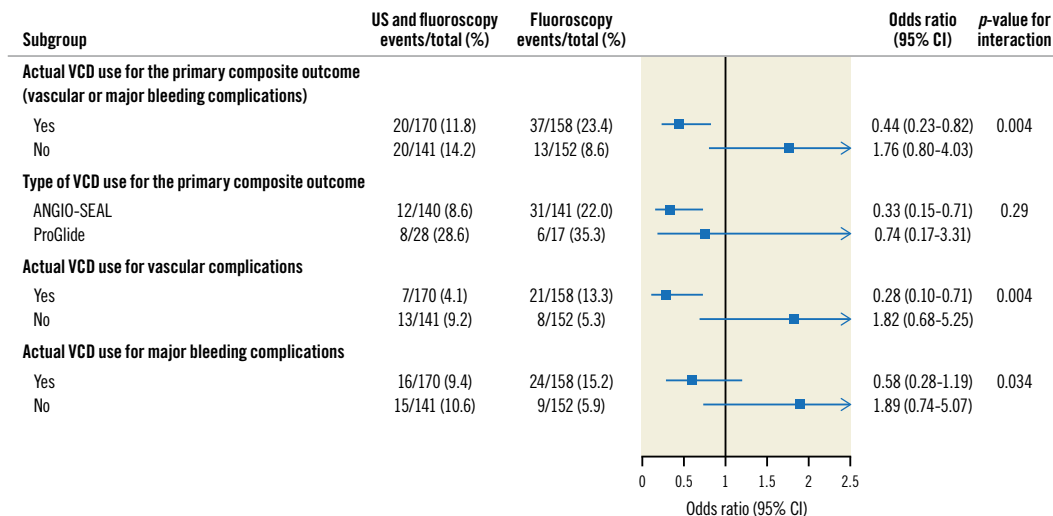 Subgroup US and fluoroscopy events/total (%) Fluoroscopy events/total (%) Odds ratio (95% CI) p-value for interaction
Actual VCD use for the primary composite outcome
(vascular or major bleeding complications)
Yes 20/170 (11.8) 37/158 (23.4) 0.44 (0.23-0.82) 0.004
No 20/141 (14.2) 13/152 (8.6) 1.76 (0.80-4.03)
Type of VCD use for the primary composite outcome
ANGIO-SEAL 12/140 (8.6) 31/141 (22.0) 0.33 (0.15-0.71) 0.29
ProGlide 8/28 (28.6) 6/17 (35.3) 0.74 (0.17-3.31)
Actual VCD use for vascular complications
Yes 7/170 (4.1) 21/158 (13.3) 0.28 (0.10-0.71) 0.004
No 13/141 (9.2) 8/152 (5.3) 1.82 (0.68-5.25)
Actual VCD use for major bleeding complications
Yes 16/170 (9.4) 24/158 (15.2) 0.58 (0.28-1.19) 0.034
No 15/141 (10.6) 9/152 (5.9) 1.89 (0.74-5.07)
0 0.5 1 1.5 2 2.5
Odds ratio (95% CI)